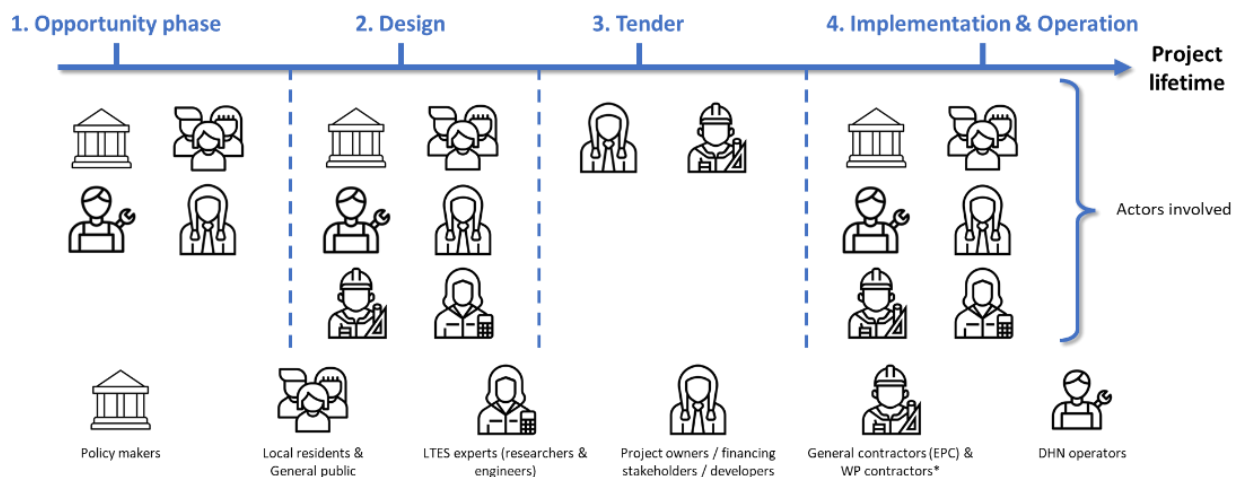 1. Opportunity phase
2. Design
3. Tender
4. Implementation & Operation
Project
lifetime
Actors involved
Policy makers
Local residents &
General public
LTES experts (researchers &
engineers)
Project owners / financing
stakeholders / developers
General contractors (EPC) &
WP contractors*
DHN operators